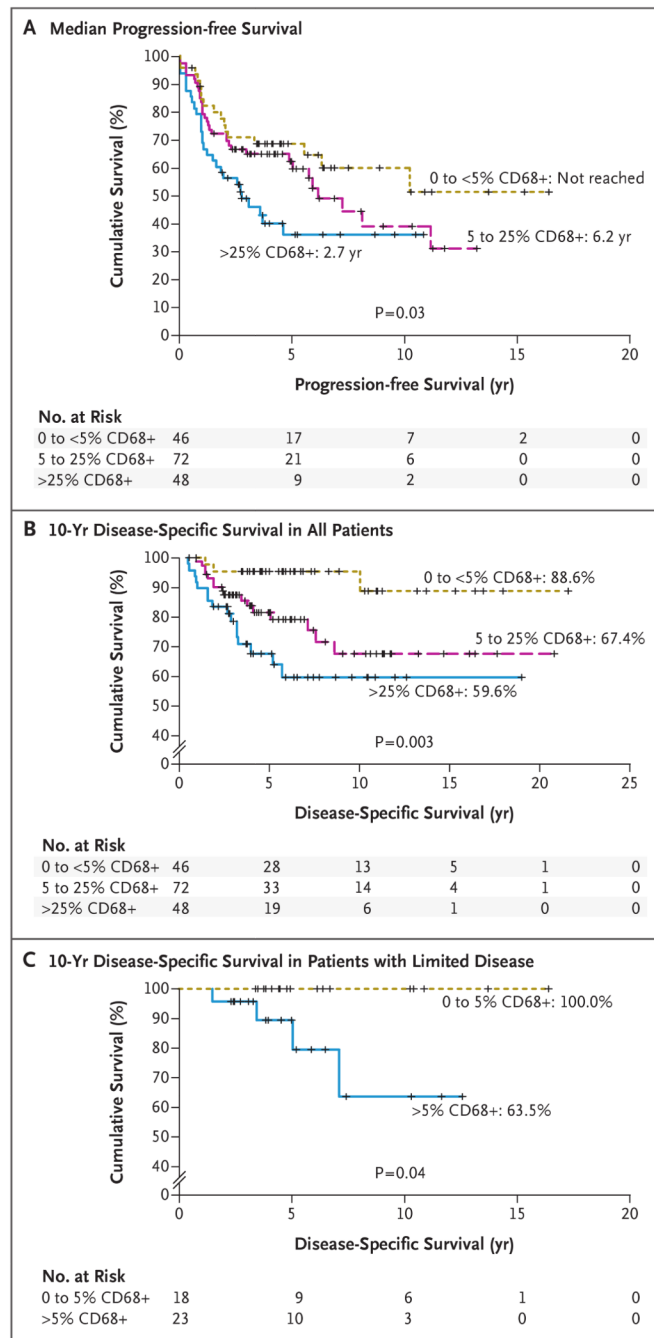 A Median Progression-free Survival
Cumulative Survival (%)
100
90
80
70
60
50
40
30
20
10
0
0 to <5% CD68+: Not reached
5 to 25% CD68+: 6.2 yr
>25% CD68+: 2.7 yr
P=0.03
0 5 10 15 20
Progression-free Survival (yr)
No. at Risk
0 to <5% CD68+ 46 17 7 2 0
5 to 25% CD68+ 72 21 6 0 0
>25% CD68+ 48 9 2 0 0
B 10-Yr Disease-Specific Survival in All Patients
Cumulative Survival (%)
100
90
80
70
60
40
0
0 to <5% CD68+: 88.6%
5 to 25% CD68+: 67.4%
>25% CD68+: 59.6%
P=0.003
0 5 10 15 20 25
Disease-Specific Survival (yr)
No. at Risk
0 to <5% CD68+ 46 28 13 5 1 0
5 to 25% CD68+ 72 33 14 4 1 0
>25% CD68+ 48 19 6 1 0 0
C 10-Yr Disease-Specific Survival in Patients with Limited Disease
Cumulative Survival (%)
100
90
80
70
60
40
0
0 to 5% CD68+: 100.0%
>5% CD68+: 63.5%
P=0.04
0 5 10 15 20
Disease-Specific Survival (yr)
No. at Risk
0 to 5% CD68+ 18 9 6 1 0
>5% CD68+ 23 10 3 0 0